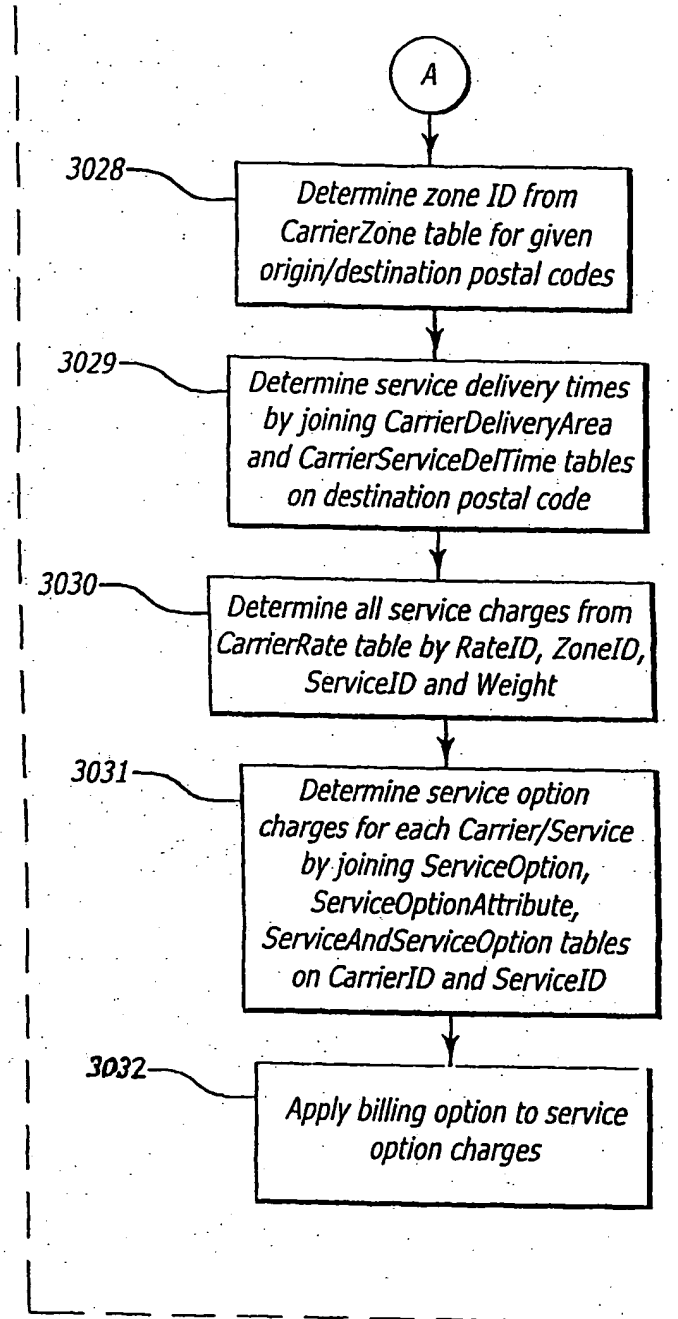 A
3028
Determine zone ID from
CarrierZone table for given
origin/destination postal codes
3029
Determine service delivery times
by joining CarrierDeliveryArea
and CarrierServiceDelTime tables
on destination postal code
3030
Determine all service charges from
CarrierRate table by RateID, ZoneID,
ServiceID and Weight
3031
Determine service option
charges for each Carrier/Service
by joining ServiceOption,
ServiceOptionAttribute,
ServiceAndServiceOption tables
on CarrierID and ServiceID
3032
Apply billing option to service
option charges